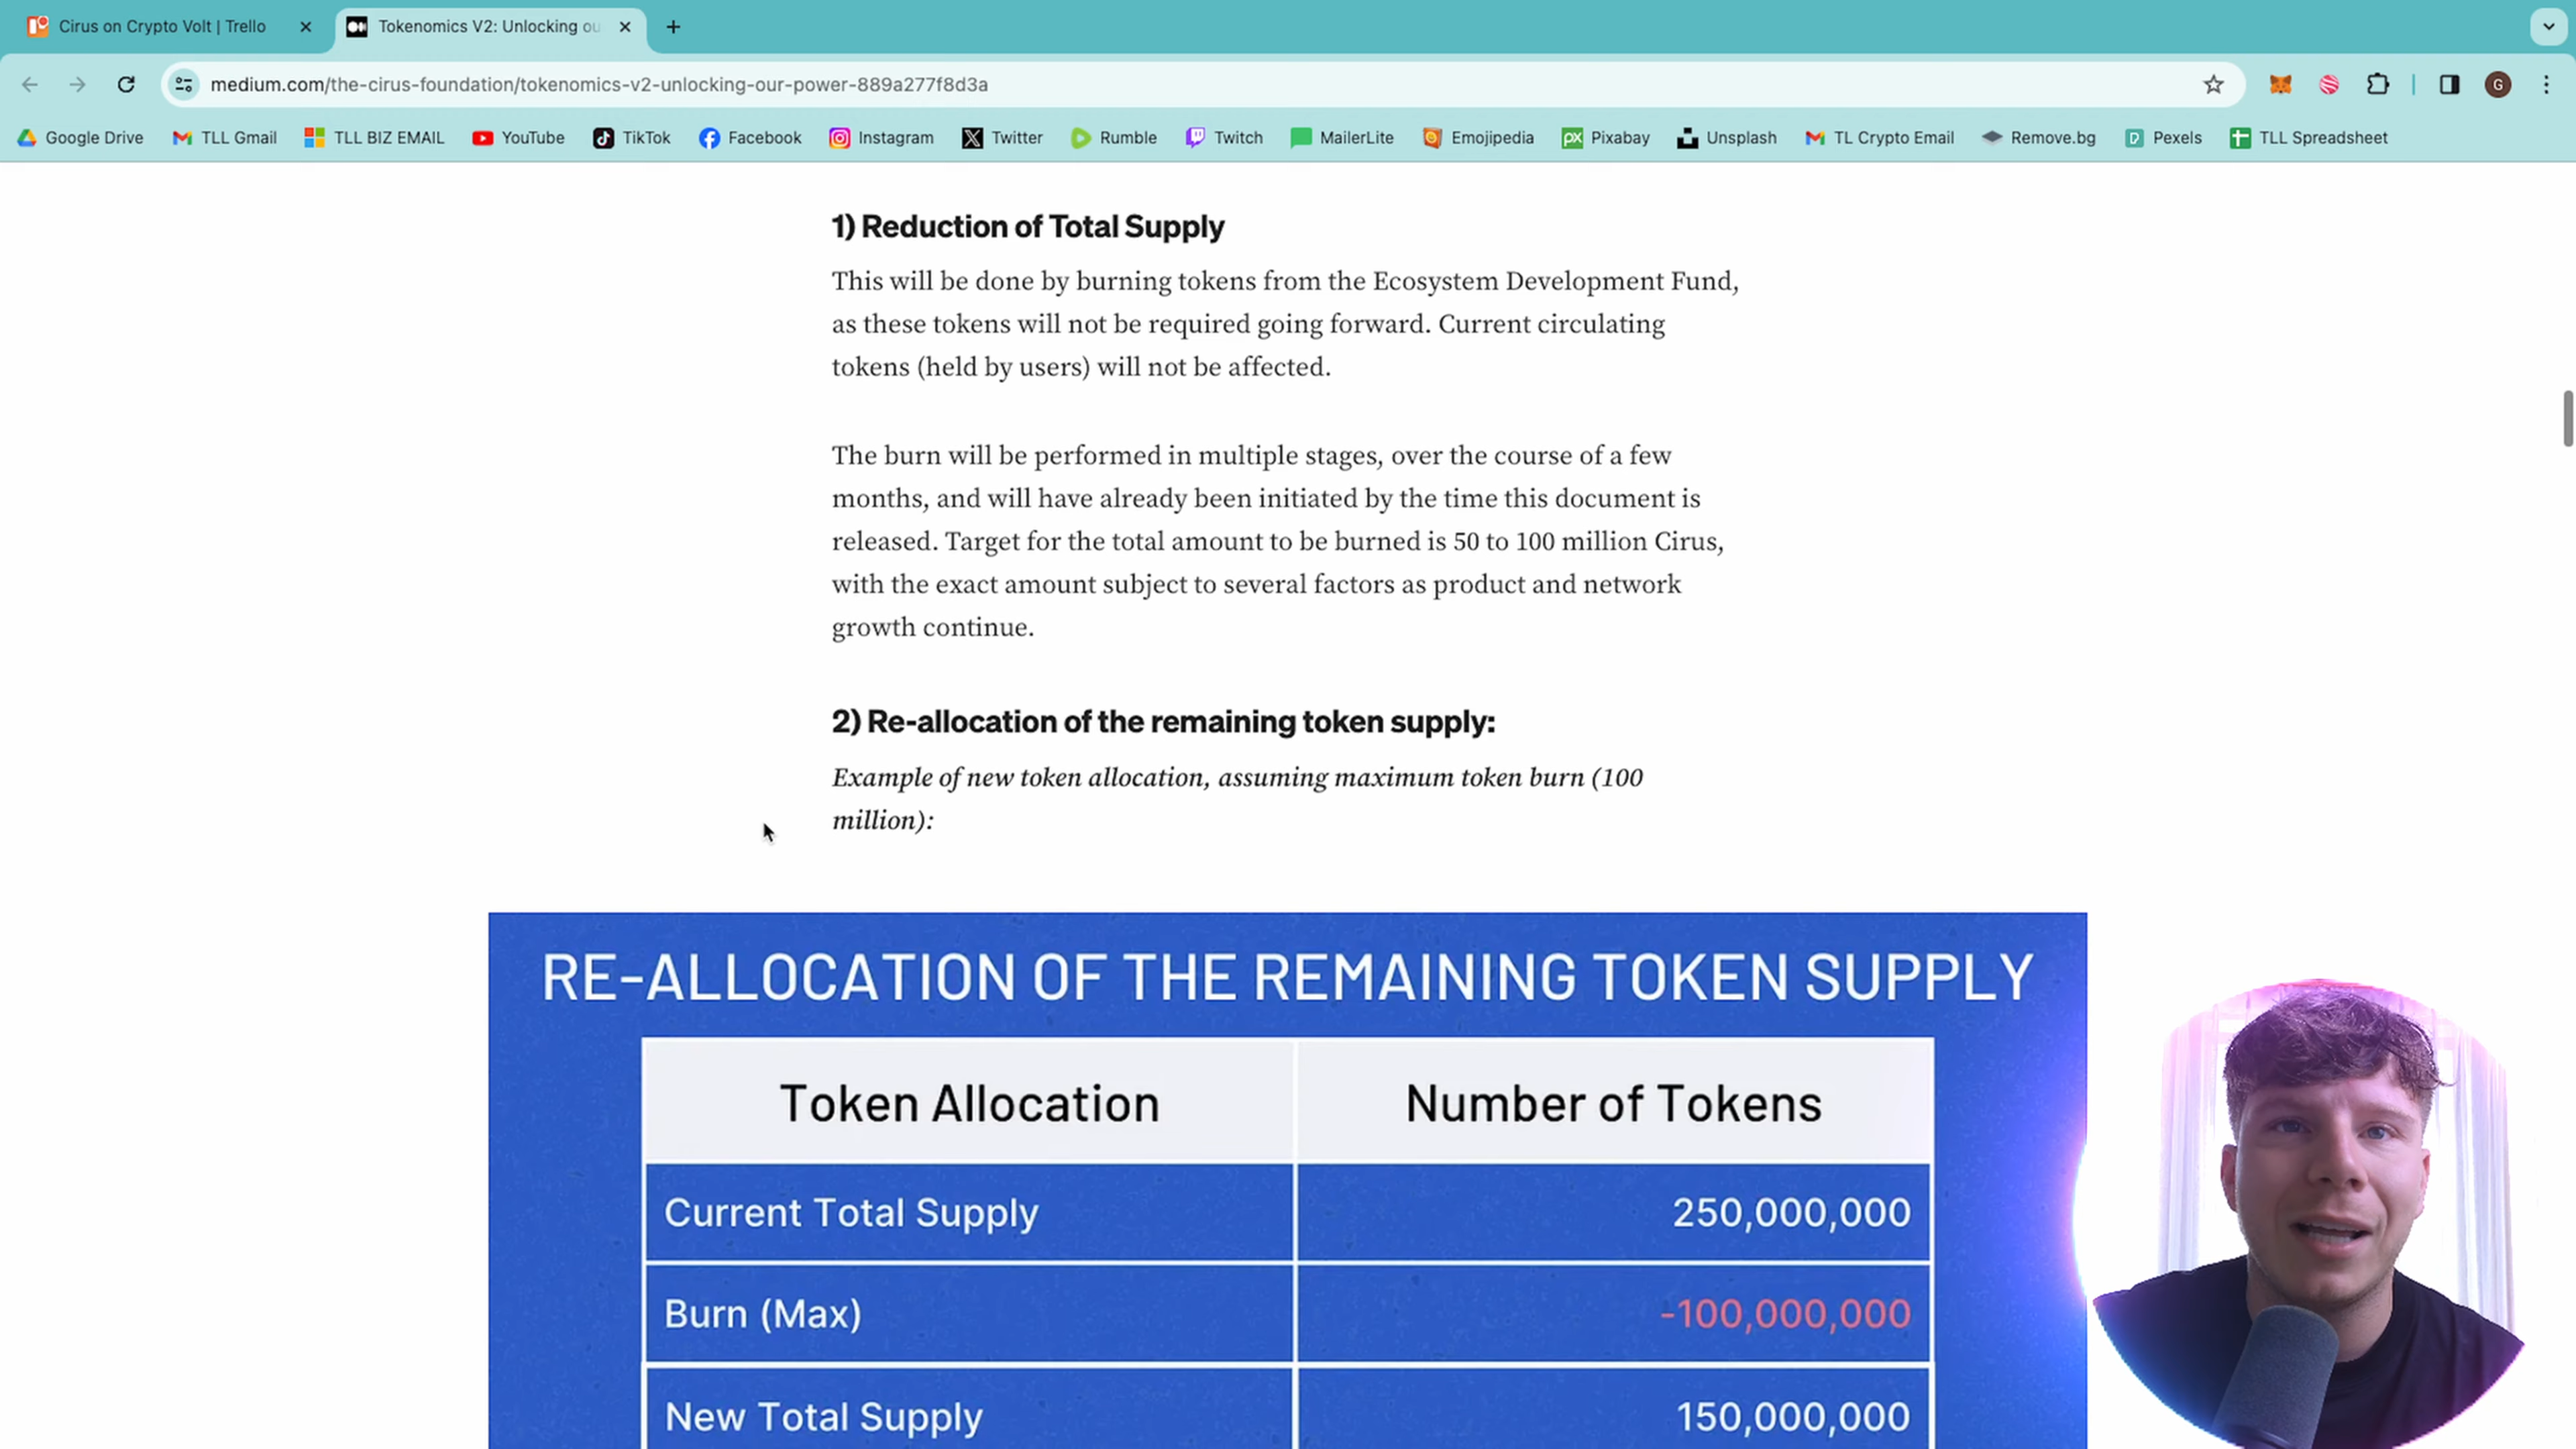 Cirus on Crypto Volt | Trello
Tokenomics V2: Unlocking ou
medium.com/the-cirus-foundation/tokenomics-v2-unlocking-our-power-889a277f8d3a
G
Google Drive
TLL Gmail
TLL BIZ EMAIL
YouTube
TikTok
Facebook
Instagram
Twitter
Rumble
Twitch
MailerLite
Emojipedia
px Pixabay
Unsplash
TL Crypto Email
Remove.bg
Pexels
TLL Spreadsheet
1) Reduction of Total Supply
This will be done by burning tokens from the Ecosystem Development Fund,
as these tokens will not be required going forward. Current circulating
tokens (held by users) will not be affected.
The burn will be performed in multiple stages, over the course of a few
months, and will have already been initiated by the time this document is
released. Target for the total amount to be burned is 50 to 100 million Cirus,
with the exact amount subject to several factors as product and network
growth continue.
2) Re-allocation of the remaining token supply:
Example of new token allocation, assuming maximum token burn (100
million):
RE-ALLOCATION OF THE REMAINING TOKEN SUPPLY
Token Allocation Number of Tokens
Current Total Supply 250,000,000
Burn (Max) -100,000,000
New Total Supply 150,000,000